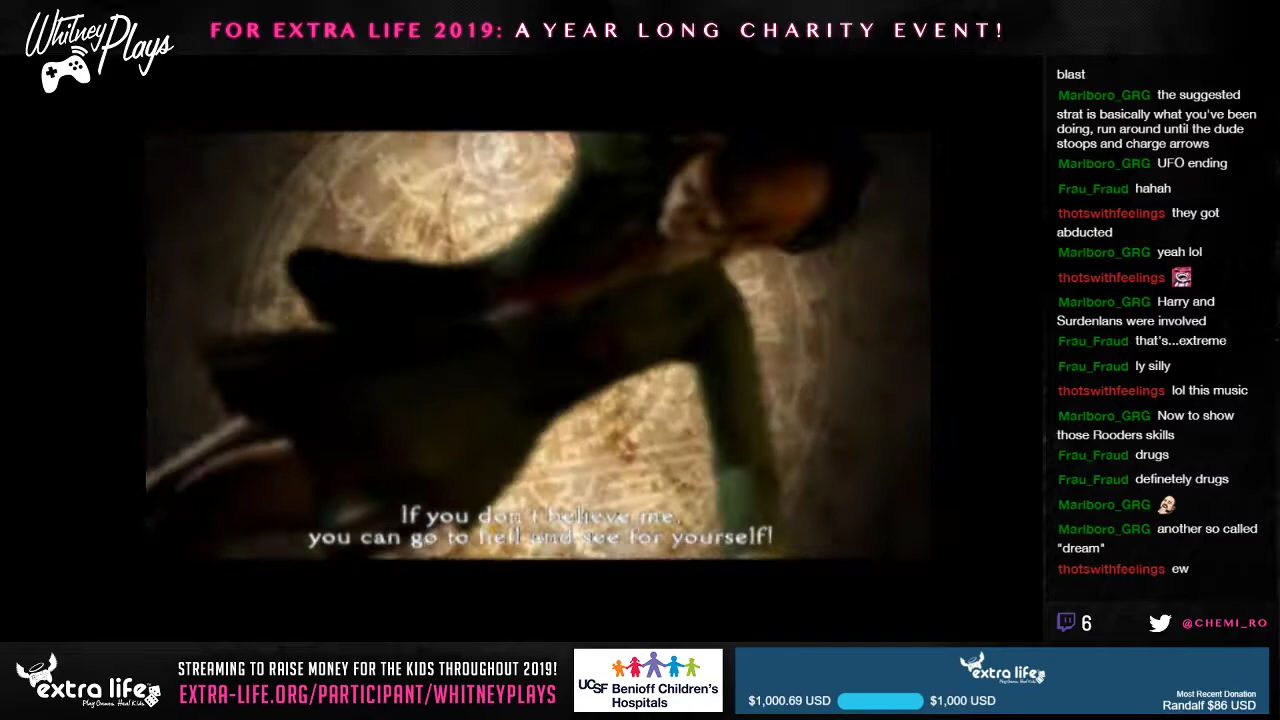 Whitney Plays
FOR EXTRA LIFE 2019: A YEAR LONG CHARITY EVENT!
blast
Marlboro_GRG the suggested
strat is basically what you've been
doing, run around until the dude
stoops and charge arrows
Marlboro_GRG UFO ending
Frau_Fraud hahah
thotswithfeelings they got
abducted
Marlboro_GRG yeah lol
thotswithfeelings
Marlboro_GRG Harry and
Surdenlans were involved
Frau_Fraud that's...extreme
Frau_Fraud ly silly
thotswithfeelings lol this music
Marlboro_GRG Now to show
those Rooders skills
Frau_Fraud drugs
Frau_Fraud definetely drugs
Marlboro_GRG
Marlboro_GRG another so called
"dream"
thotswithfeelings ew
If you don't believe me,
you can go to hell and see for yourself!
6
@CHEMI_RO
extra life
Play Games. Heal Kids.
STREAMING TO RAISE MONEY FOR THE KIDS THROUGHOUT 2019!
EXTRA-LIFE.ORG/PARTICIPANT/WHITNEYPLAYS
UCSF Benioff Children's
Hospitals
extra life
Play Games. Heal Kids.
$1,000.69 USD
$1,000 USD
Most Recent Donation
Randalf $86 USD